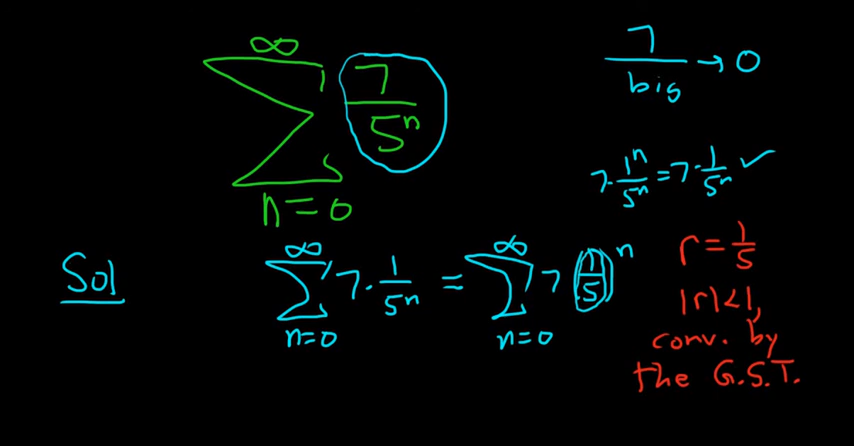 ∞
∑ 7/5ⁿ
n=0
7/big → 0
7·1ⁿ/5ⁿ = 7·1/5ⁿ ✓
Sol
∞ ∞
∑ 7·1/5ⁿ = ∑ 7(1/5)ⁿ
n=0 n=0
r = 1/5
|r|<1,
conv. by
the G.S.T.